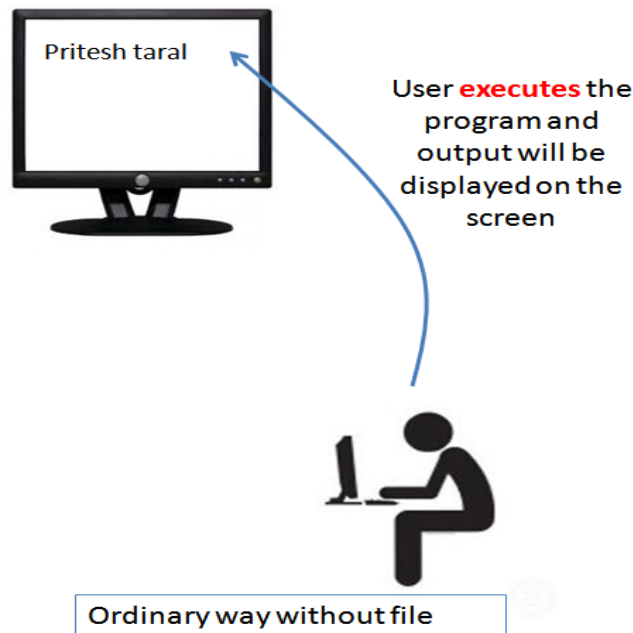 Pritesh taral
User executes the
program and
output will be
displayed on the
screen
Ordinary way without file